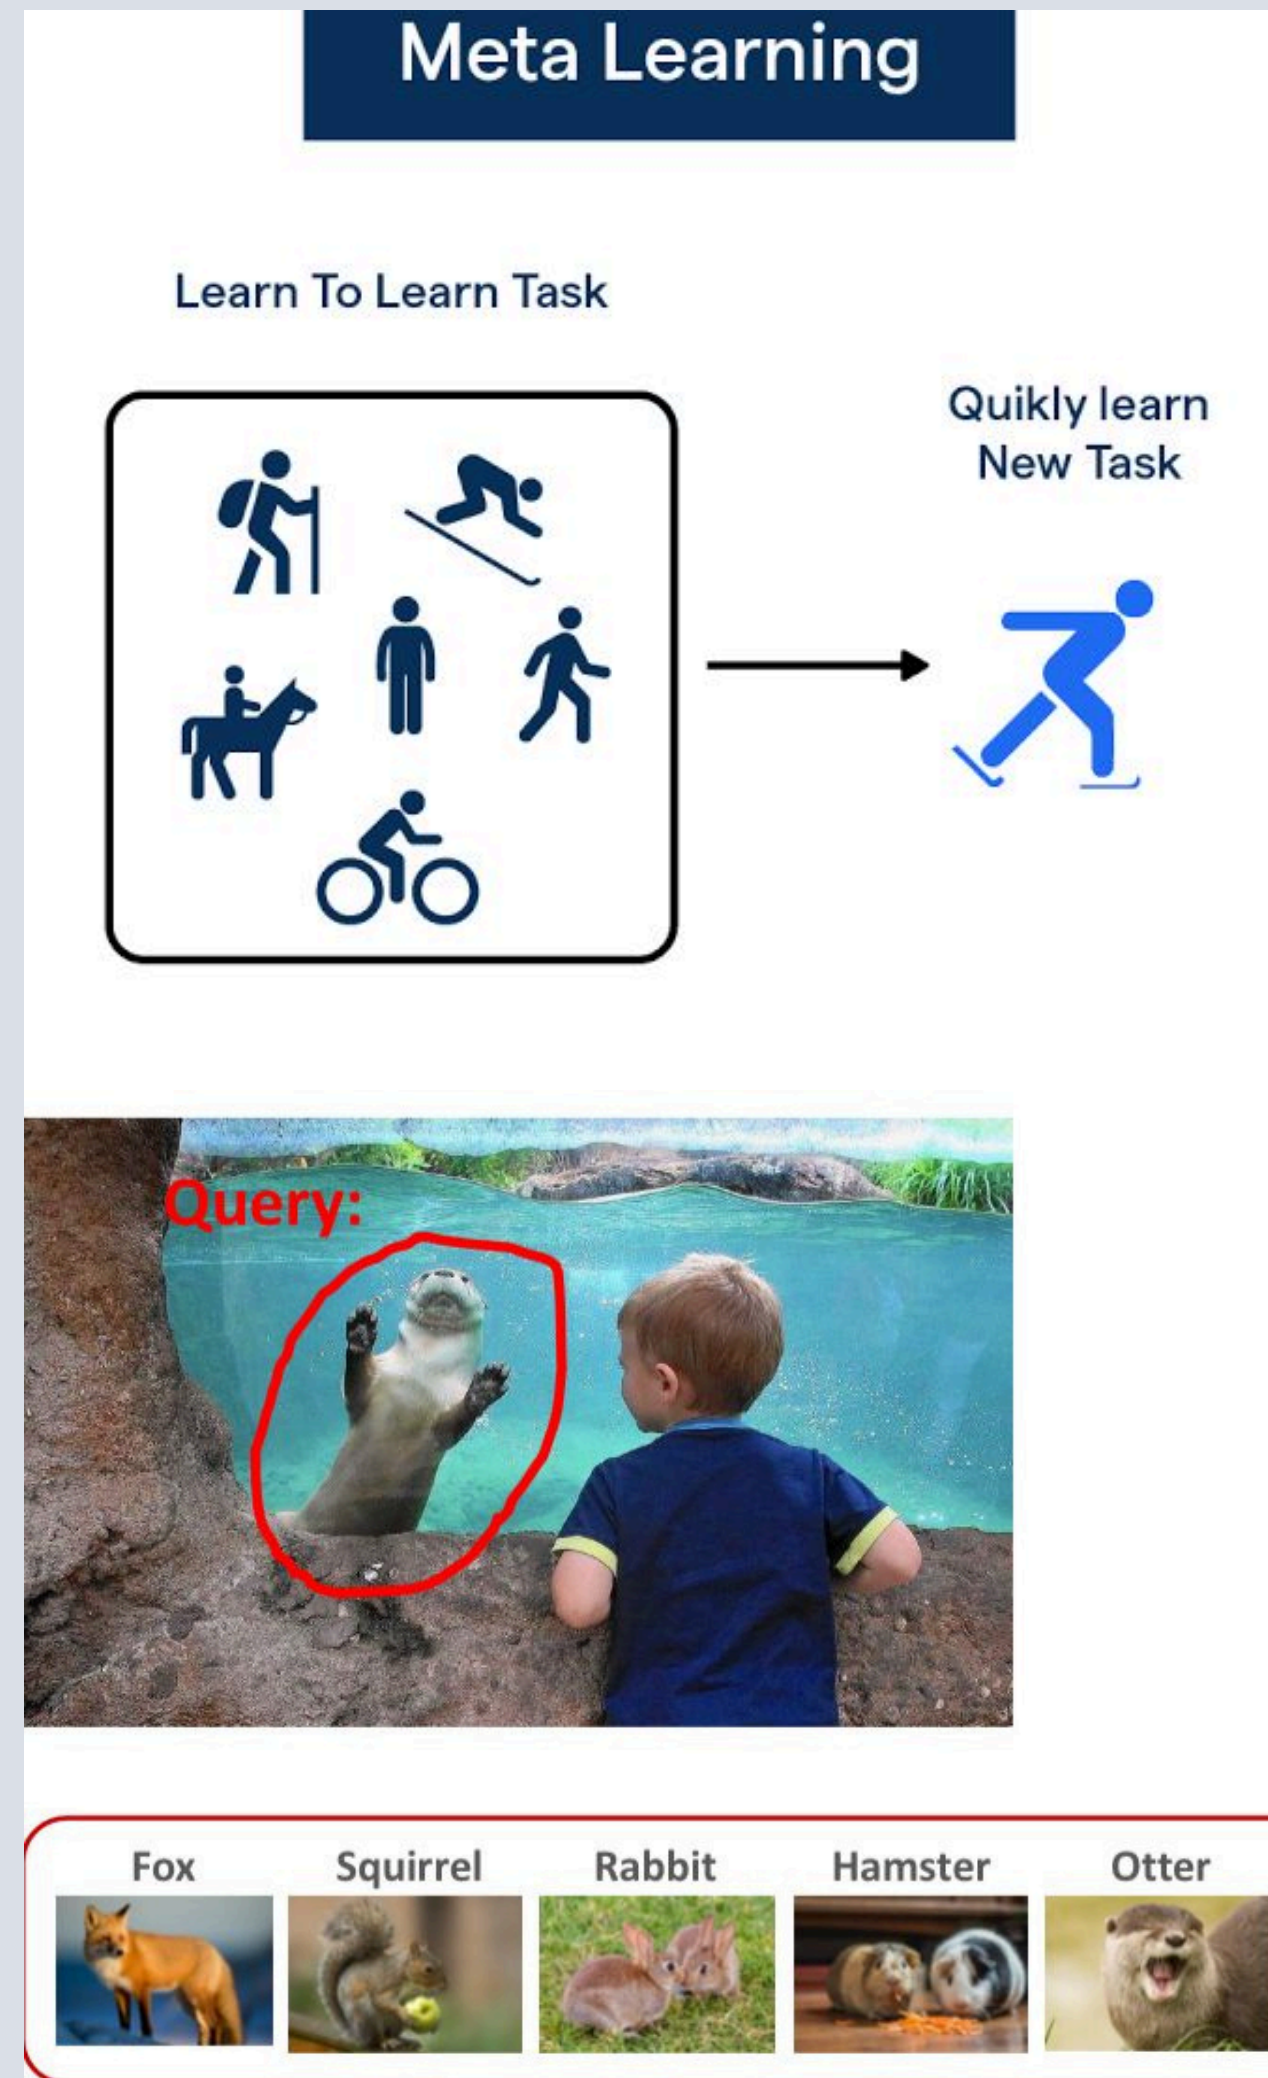 Meta Learning
Learn To Learn Task
Quikly learn
New Task
Query:
Fox
Squirrel
Rabbit
Hamster
Otter